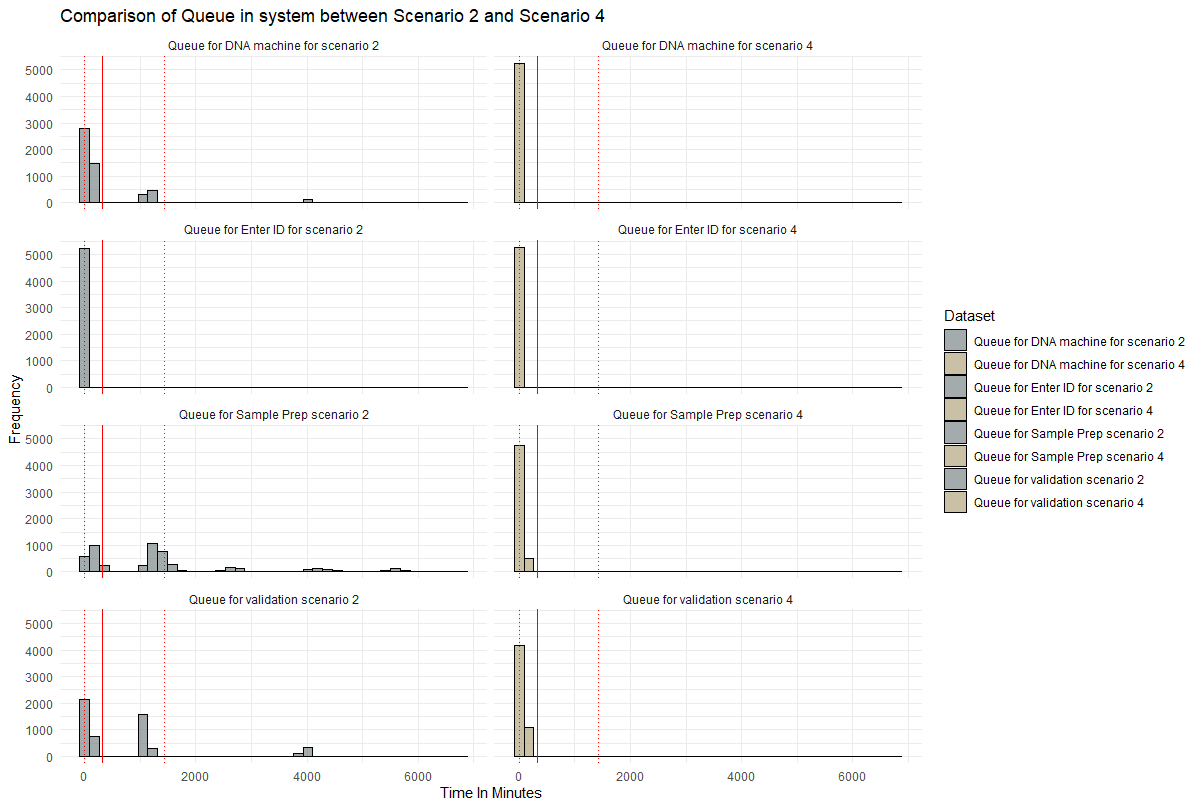 Comparison of Queue in system between Scenario 2 and Scenario 4
Queue for DNA machine for scenario 2
Queue for DNA machine for scenario 4
5000
4000
3000
2000
1000
0
Queue for Enter ID for scenario 2
Queue for Enter ID for scenario 4
5000
4000
3000
2000
1000
0
Queue for Sample Prep scenario 2
Queue for Sample Prep scenario 4
5000
4000
3000
2000
1000
0
Queue for validation scenario 2
Queue for validation scenario 4
5000
4000
3000
2000
1000
0
Frequency
0 2000 4000 6000
0 2000 4000 6000
Time In Minutes
Dataset
Queue for DNA machine for scenario 2
Queue for DNA machine for scenario 4
Queue for Enter ID for scenario 2
Queue for Enter ID for scenario 4
Queue for Sample Prep scenario 2
Queue for Sample Prep scenario 4
Queue for validation scenario 2
Queue for validation scenario 4